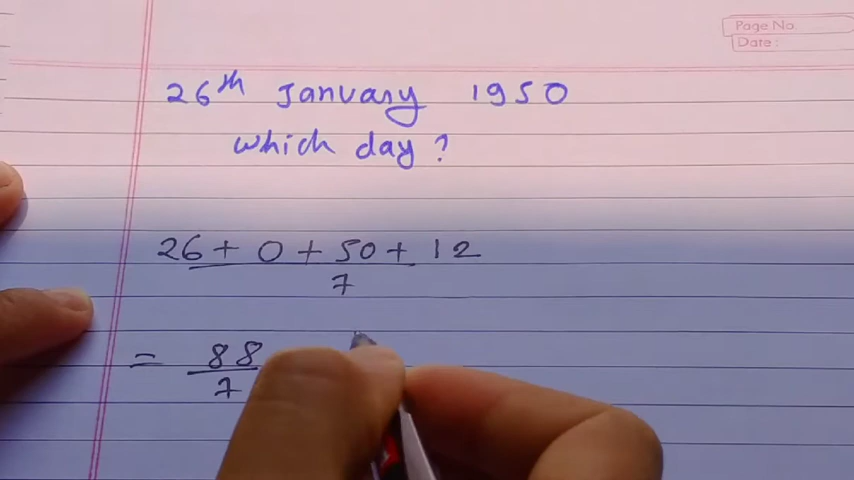 Page No
Date :
26th January 1950
which day ?
26 + 0 + 50 + 12
7
= 88
7